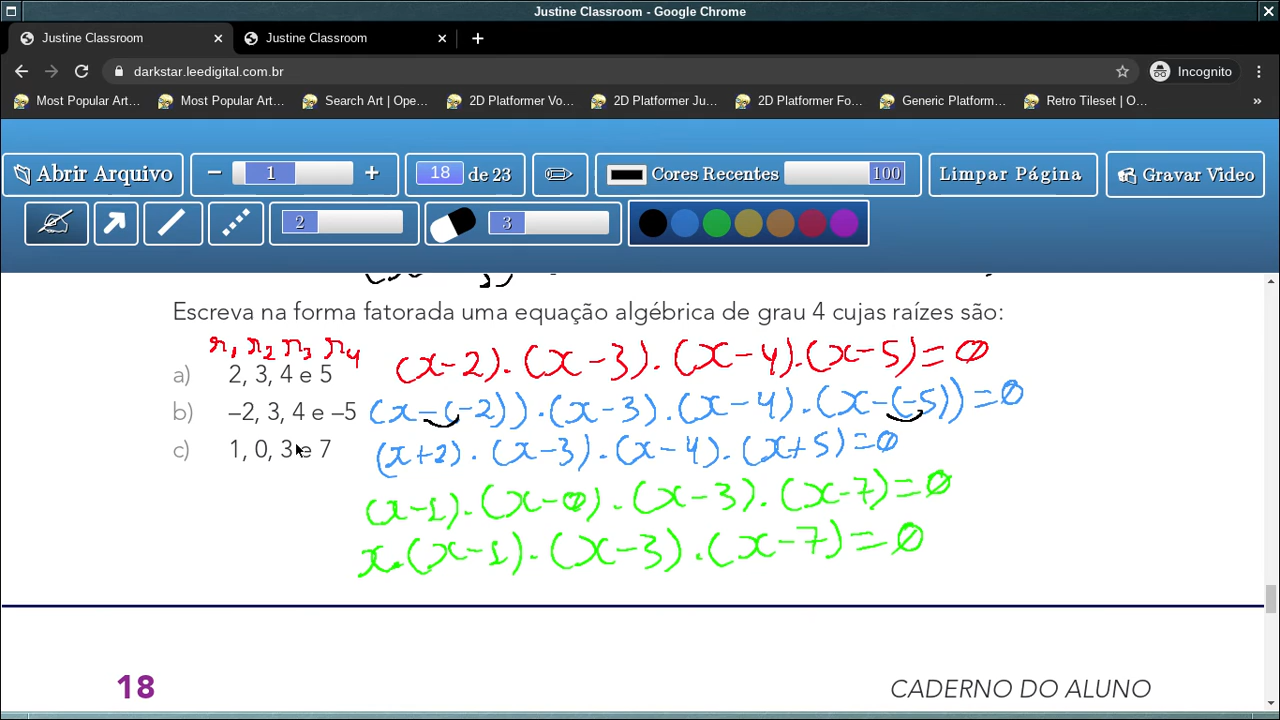 Justine Classroom - Google Chrome
Justine Classroom
Justine Classroom
darkstar.leedigital.com.br
Incognito
Most Popular Art...
Most Popular Art...
Search Art | Ope...
2D Platformer Vo...
2D Platformer Ju...
2D Platformer Fo...
Generic Platform...
Retro Tileset | O...
Abrir Arquivo
− 1 +
18 de 23
Cores Recentes 100
Limpar Página
Gravar Video
2
3
Escreva na forma fatorada uma equação algébrica de grau 4 cujas raízes são:
r₁ r₂ r₃ r₄ (x-2).(x-3).(x-4).(x-5)=0
a) 2, 3, 4 e 5
b) –2, 3, 4 e –5 (x-(-2)).(x-3).(x-4).(x-(-5))=0
c) 1, 0, 3 e 7 (x+2).(x-3).(x-4).(x+5)=0
(x-1).(x-0).(x-3).(x-7)=0
x.(x-1).(x-3).(x-7)=0
18
CADERNO DO ALUNO